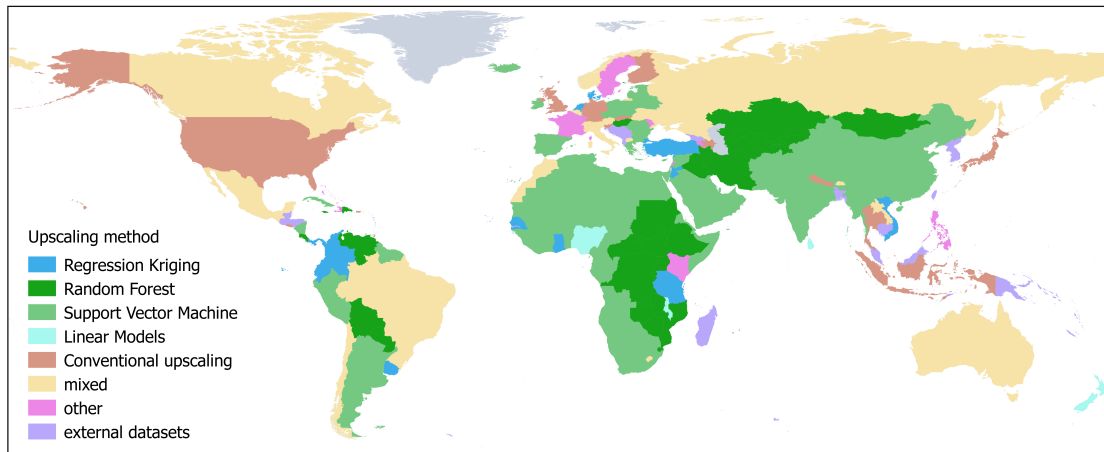 Upscaling method
Regression Kriging
Random Forest
Support Vector Machine
Linear Models
Conventional upscaling
mixed
other
external datasets